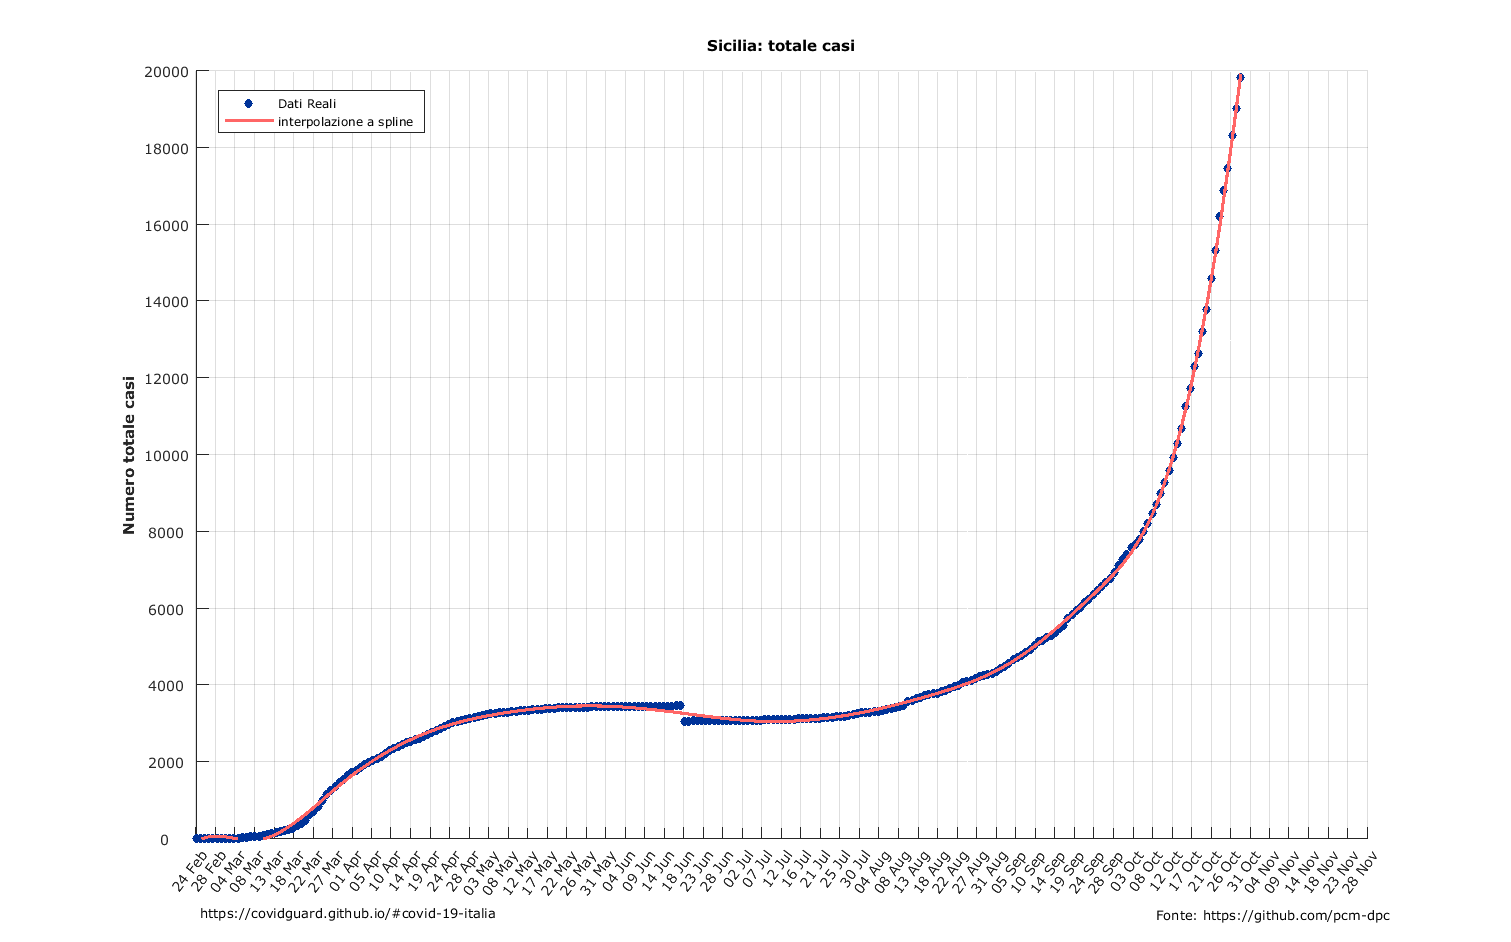 Sicilia: totale casi
Dati Reali
interpolazione a spline
Numero totale casi
20000
18000
16000
14000
12000
10000
8000
6000
4000
2000
0
24 Feb
28 Feb
04 Mar
08 Mar
13 Mar
18 Mar
22 Mar
27 Mar
01 Apr
05 Apr
10 Apr
14 Apr
19 Apr
24 Apr
28 Apr
03 May
08 May
12 May
17 May
22 May
26 May
31 May
04 Jun
09 Jun
14 Jun
18 Jun
23 Jun
28 Jun
02 Jul
07 Jul
12 Jul
16 Jul
21 Jul
25 Jul
30 Jul
04 Aug
08 Aug
13 Aug
18 Aug
22 Aug
27 Aug
31 Aug
05 Sep
10 Sep
14 Sep
19 Sep
24 Sep
28 Sep
03 Oct
08 Oct
12 Oct
17 Oct
21 Oct
26 Oct
31 Oct
04 Nov
09 Nov
14 Nov
18 Nov
23 Nov
28 Nov
https://covidguard.github.io/#covid-19-italia
Fonte: https://github.com/pcm-dpc